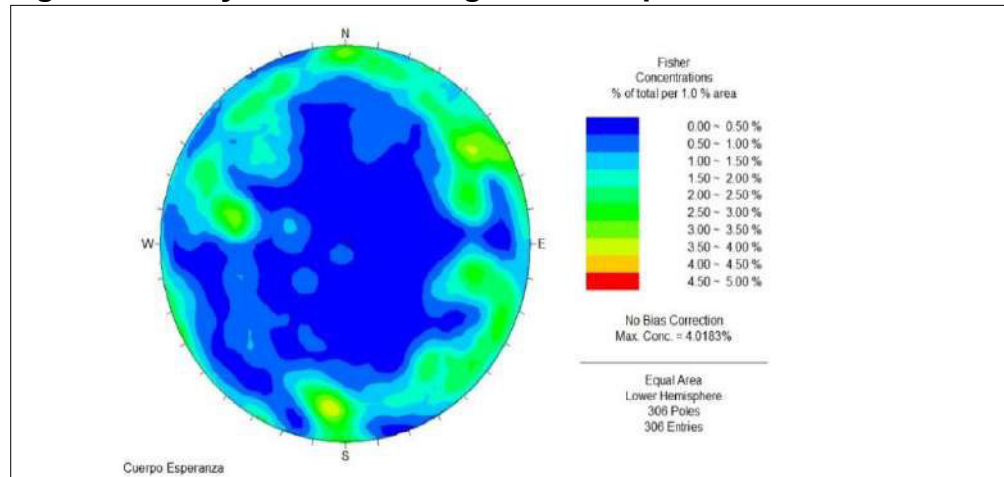 N
W
E
S
Cuerpo Esperanza
Fisher
Concentrations
% of total per 1.0 % area
0.00 ~ 0.50 %
0.50 ~ 1.00 %
1.00 ~ 1.50 %
1.50 ~ 2.00 %
2.00 ~ 2.50 %
2.50 ~ 3.00 %
3.00 ~ 3.50 %
3.50 ~ 4.00 %
4.00 ~ 4.50 %
4.50 ~ 5.00 %
No Bias Correction
Max. Conc. = 4.0183%
Equal Area
Lower Hemisphere
306 Poles
306 Entries